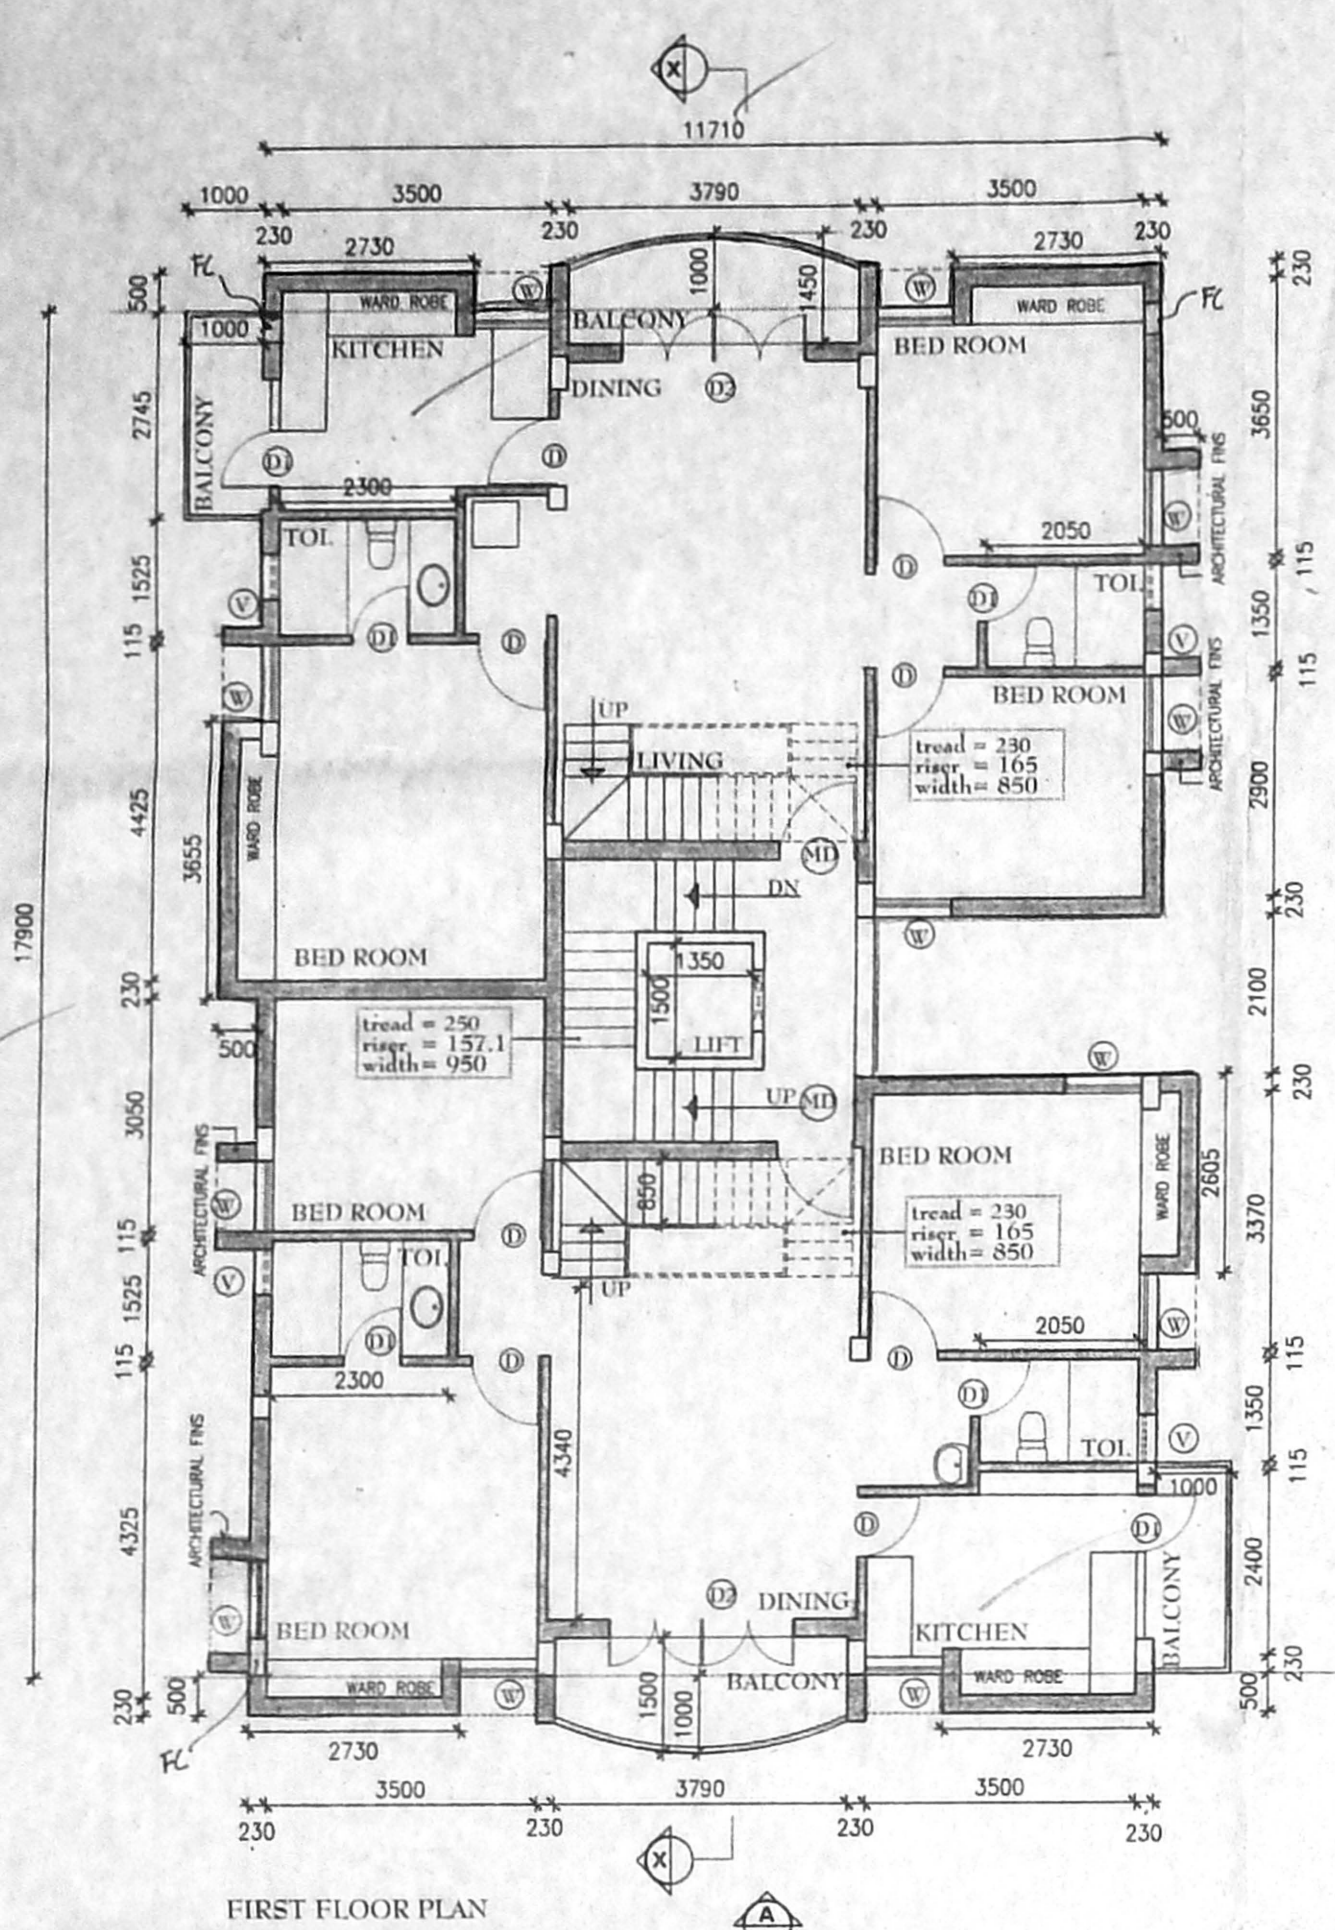 X
11710
1000 3500 3790 3500
230 2730 230 230 2730 230
FC
500
1000
WARD ROBE
W
1000
1450
W
WARD ROBE
FC
230
BALCONY
KITCHEN
BED ROOM
DINING
D2
2745
BALCONY
D1
D
2300
3650
500
ARCHITECTURAL FINS
W
TOI.
2050
115
1525
V
D
D1
TOI.
1350
D1
D
V
115
W
D
BED ROOM
115
ARCHITECTURAL FINS
W
UP
LIVING
tread = 230
riser = 165
width= 850
2900
4425
3655
WARD ROBE
MD
DN
230
17900
W
BED ROOM
1350
1500
LIFT
2100
230
500
tread = 250
riser = 157.1
width= 950
W
UP
MD
230
3050
ARCHITECTURAL FINS
W
BED ROOM
850
BED ROOM
WARD ROBE
2605
3370
115
D
TOI.
tread = 230
riser = 165
width= 850
V
UP
1525
D1
W
2050
115
D
D
115
2300
D1
1350
ARCHITECTURAL FINS
4340
TOI.
V
115
1000
4325
D
D1
W
D2
DINING
BALCONY
2400
BED ROOM
KITCHEN
BALCONY
WARD ROBE
W
1500
1000
W
WARD ROBE
230
500
230
500
FC
2730
2730
3500 3790 3500
230 230 230 230
X
FIRST FLOOR PLAN
A